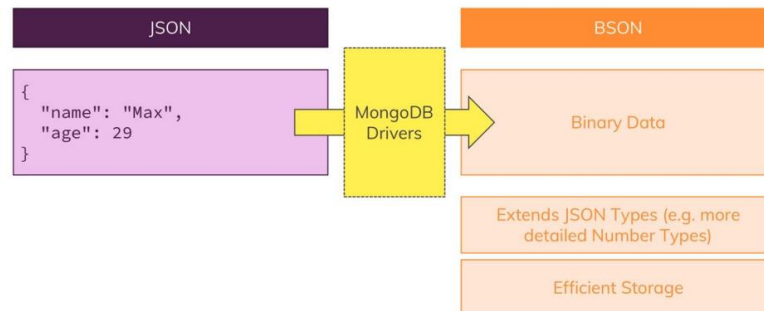 JSON
BSON
{
"name": "Max",
"age": 29
}
MongoDB
Drivers
Binary Data
Extends JSON Types (e.g. more
detailed Number Types)
Efficient Storage